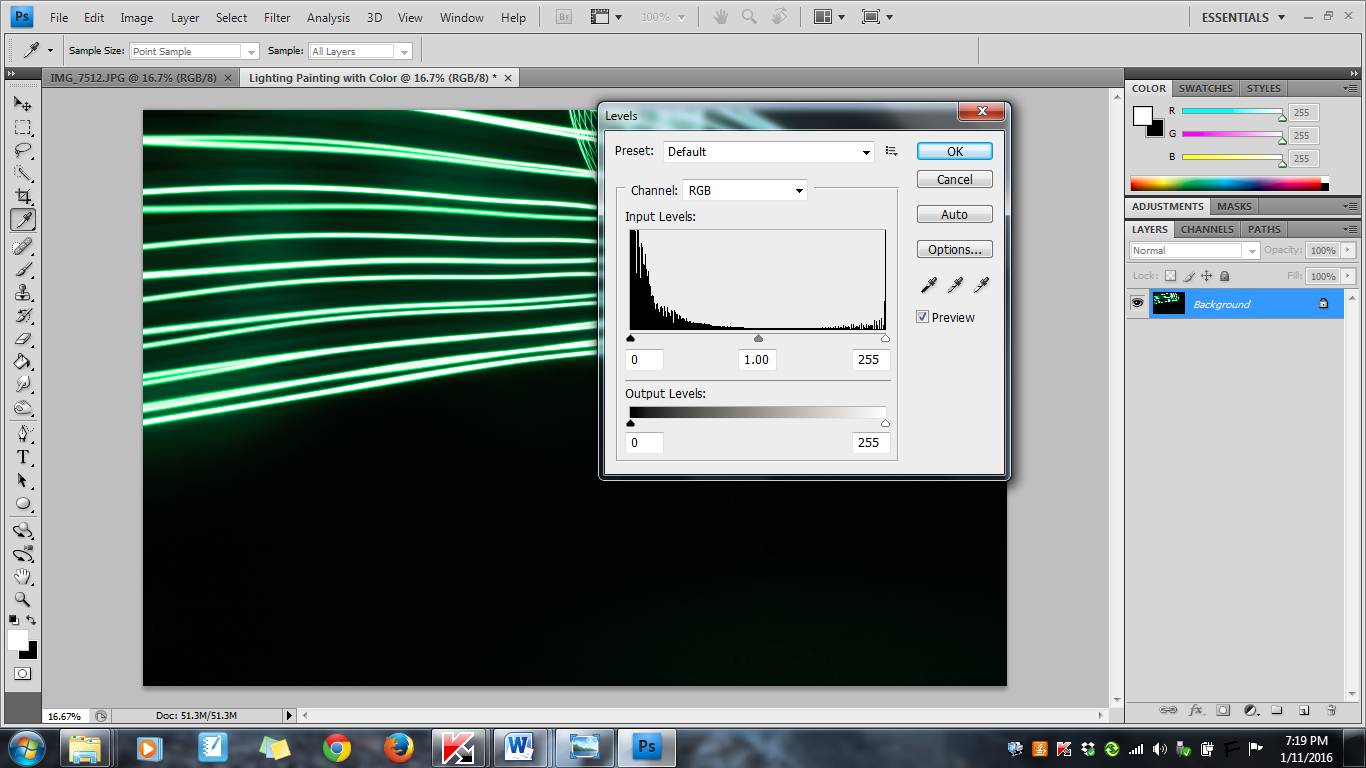 Ps File Edit Image Layer Select Filter Analysis 3D View Window Help Br 100% ESSENTIALS
Sample Size: Point Sample Sample: All Layers
IMG_7512.JPG @ 16.7% (RGB/8) Lighting Painting with Color @ 16.7% (RGB/8) *
Levels
Preset: Default
OK
Cancel
Channel: RGB
Auto
Input Levels:
Options...
Preview
0 1.00 255
Output Levels:
0 255
COLOR SWATCHES STYLES
R 255
G 255
B 255
ADJUSTMENTS MASKS
LAYERS CHANNELS PATHS
Normal Opacity: 100%
Lock: Fill: 100%
Background
T
16.67% Doc: 51.3M/51.3M
W Ps
7:19 PM
1/11/2016